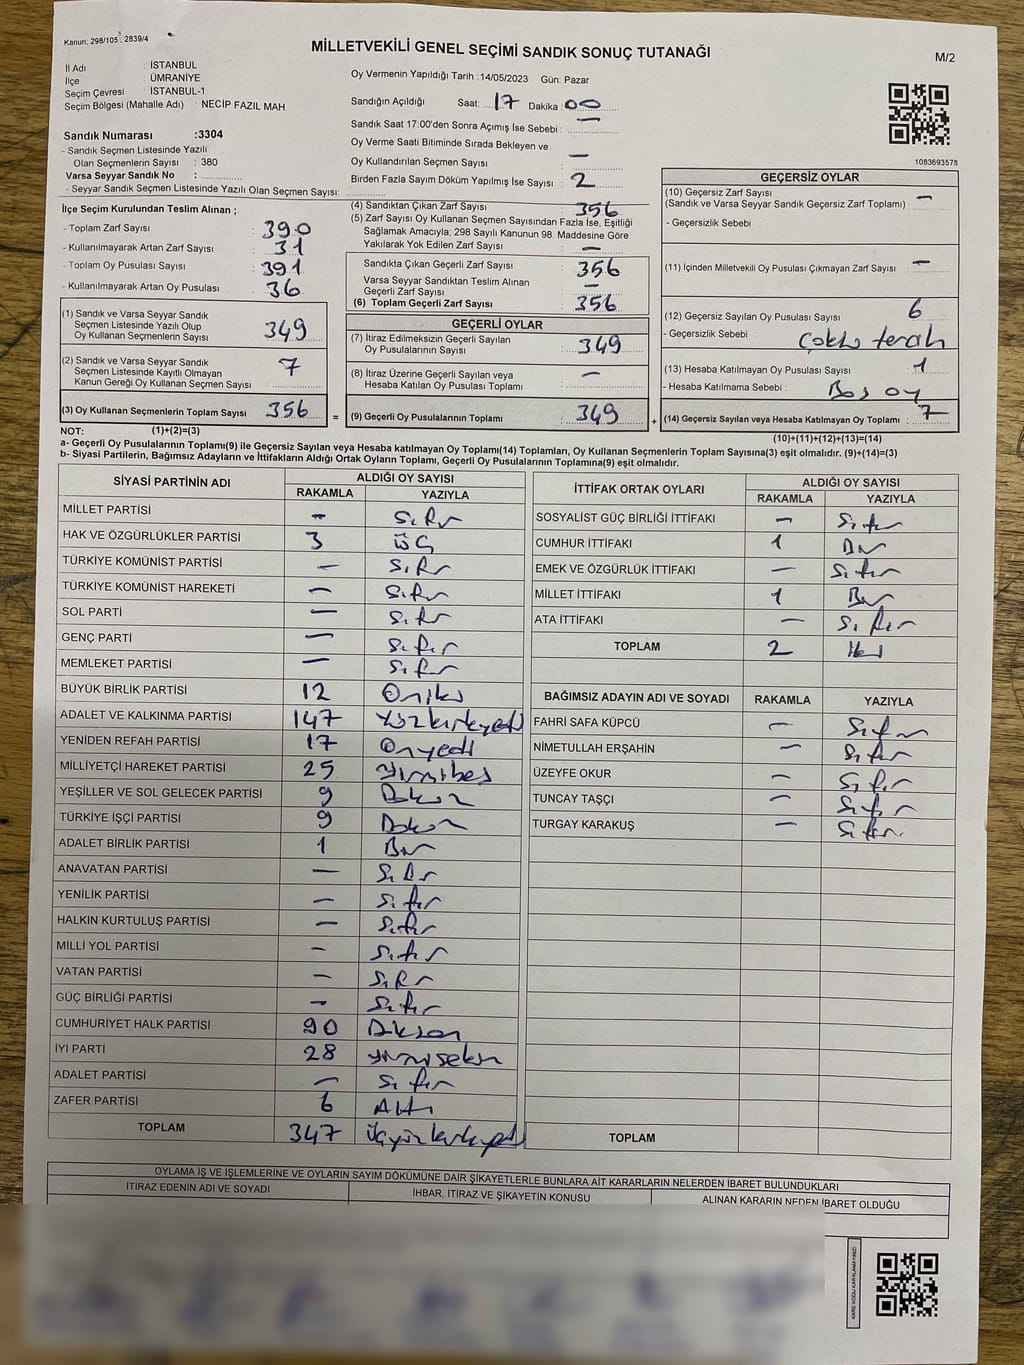 Kanun: 298/105, 2839/4
MİLLETVEKİLİ GENEL SEÇİMİ SANDIK SONUÇ TUTANAĞI
M/2
İl Adı : İSTANBUL
İlçe : ÜMRANİYE
Seçim Çevresi : İSTANBUL-1
Seçim Bölgesi (Mahalle Adı) : NECİP FAZIL MAH
Sandık Numarası :3304
- Sandık Seçmen Listesinde Yazılı
Olan Seçmenlerin Sayısı : 380
Varsa Seyyar Sandık No :
- Seyyar Sandık Seçmen Listesinde Yazılı Olan Seçmen Sayısı:
Oy Vermenin Yapıldığı Tarih :14/05/2023 Gün: Pazar
Sandığın Açıldığı Saat: 17 Dakika : 00
Sandık Saat 17:00'den Sonra Açımış İse Sebebi : —
Oy Verme Saati Bitiminde Sırada Bekleyen ve
Oy Kullandırılan Seçmen Sayısı : —
Birden Fazla Sayım Döküm Yapılmış İse Sayısı : 2
1083693578
İlçe Seçim Kurulundan Teslim Alınan ;
- Toplam Zarf Sayısı : 390
- Kullanılmayarak Artan Zarf Sayısı : 31
- Toplam Oy Pusulası Sayısı : 391
- Kullanılmayarak Artan Oy Pusulası : 36
(1) Sandık ve Varsa Seyyar Sandık
Seçmen Listesinde Yazılı Olup
Oy Kullanan Seçmenlerin Sayısı : 349
(2) Sandık ve Varsa Seyyar Sandık
Seçmen Listesinde Kayıtlı Olmayan
Kanun Gereği Oy Kullanan Seçmen Sayısı : 7
(3) Oy Kullanan Seçmenlerin Toplam Sayısı : 356
(4) Sandıktan Çıkan Zarf Sayısı : 356
(5) Zarf Sayısı Oy Kullanan Seçmen Sayısından Fazla İse, Eşitliği
Sağlamak Amacıyla; 298 Sayılı Kanunun 98. Maddesine Göre
Yakılarak Yok Edilen Zarf Sayısı : —
Sandıkta Çıkan Geçerli Zarf Sayısı : 356
Varsa Seyyar Sandıktan Teslim Alınan
Geçerli Zarf Sayısı : —
(6) Toplam Geçerli Zarf Sayısı : 356
GEÇERLİ OYLAR
(7) İtiraz Edilmeksizin Geçerli Sayılan
Oy Pusulalarının Sayısı : 349
(8) İtiraz Üzerine Geçerli Sayılan veya
Hesaba Katılan Oy Pusulası Toplamı : —
= (9) Geçerli Oy Pusulalarının Toplamı : 349 +
GEÇERSİZ OYLAR
(10) Geçersiz Zarf Sayısı
(Sandık ve Varsa Seyyar Sandık Geçersiz Zarf Toplamı) : —
- Geçersizlik Sebebi :
(11) İçinden Milletvekili Oy Pusulası Çıkmayan Zarf Sayısı : —
(12) Geçersiz Sayılan Oy Pusulası Sayısı : 6
- Geçersizlik Sebebi : çoklu tercih
(13) Hesaba Katılmayan Oy Pusulası Sayısı : 1
- Hesaba Katılmama Sebebi : Boş oy
(14) Geçersiz Sayılan veya Hesaba Katılmayan Oy Toplamı : 7
NOT: (1)+(2)=(3)
(10)+(11)+(12)+(13)=(14)
a- Geçerli Oy Pusulalarının Toplamı(9) ile Geçersiz Sayılan veya Hesaba katılmayan Oy Toplamı(14) Toplamları, Oy Kullanan Seçmenlerin Toplam Sayısına(3) eşit olmalıdır. (9)+(14)=(3)
b- Siyasi Partilerin, Bağımsız Adayların ve İttifakların Aldığı Ortak Oyların Toplamı, Geçerli Oy Pusulalarının Toplamına(9) eşit olmalıdır.
SİYASİ PARTİNİN ADI ALDIĞI OY SAYISI
RAKAMLA YAZIYLA
MİLLET PARTİSİ — Sıfır
HAK VE ÖZGÜRLÜKLER PARTİSİ 3 üç
TÜRKİYE KOMÜNİST PARTİSİ — Sıfır
TÜRKİYE KOMÜNİST HAREKETİ — Sıfır
SOL PARTİ — Sıfır
GENÇ PARTİ — Sıfır
MEMLEKET PARTİSİ — Sıfır
BÜYÜK BİRLİK PARTİSİ 12 Oniki
ADALET VE KALKINMA PARTİSİ 147 Yüzkırkyedi
YENİDEN REFAH PARTİSİ 17 Onyedi
MİLLİYETÇİ HAREKET PARTİSİ 25 Yirmibeş
YEŞİLLER VE SOL GELECEK PARTİSİ 9 Dokuz
TÜRKİYE İŞÇİ PARTİSİ 9 Dokuz
ADALET BİRLİK PARTİSİ 1 Bir
ANAVATAN PARTİSİ — Sıfır
YENİLİK PARTİSİ — Sıfır
HALKIN KURTULUŞ PARTİSİ — Sıfır
MİLLİ YOL PARTİSİ — Sıfır
VATAN PARTİSİ — Sıfır
GÜÇ BİRLİĞİ PARTİSİ — Sıfır
CUMHURİYET HALK PARTİSİ 90 Doksan
İYİ PARTİ 28 yirmisekiz
ADALET PARTİSİ — Sıfır
ZAFER PARTİSİ 6 Altı
TOPLAM 347 üçyüzkırkyedi
İTTİFAK ORTAK OYLARI ALDIĞI OY SAYISI
RAKAMLA YAZIYLA
SOSYALİST GÜÇ BİRLİĞİ İTTİFAKI — Sıfır
CUMHUR İTTİFAKI 1 Bir
EMEK VE ÖZGÜRLÜK İTTİFAKI — Sıfır
MİLLET İTTİFAKI 1 Bir
ATA İTTİFAKI — Sıfır
TOPLAM 2 iki
BAĞIMSIZ ADAYIN ADI VE SOYADI RAKAMLA YAZIYLA
FAHRİ SAFA KÜPCÜ — Sıfır
NİMETULLAH ERŞAHİN — Sıfır
ÜZEYFE OKUR — Sıfır
TUNCAY TAŞÇI — Sıfır
TURGAY KARAKUŞ — Sıfır.
TOPLAM
OYLAMA İŞ VE İŞLEMLERİNE VE OYLARIN SAYIM DÖKÜMÜNE DAİR ŞİKAYETLERLE BUNLARA AİT KARARLARIN NELERDEN İBARET BULUNDUKLARI
İTİRAZ EDENİN ADI VE SOYADI İHBAR, İTİRAZ VE ŞİKAYETİN KONUSU ALINAN KARARIN NEDEN İBARET OLDUĞU
KARE KODU KARALAMAYINIZ!